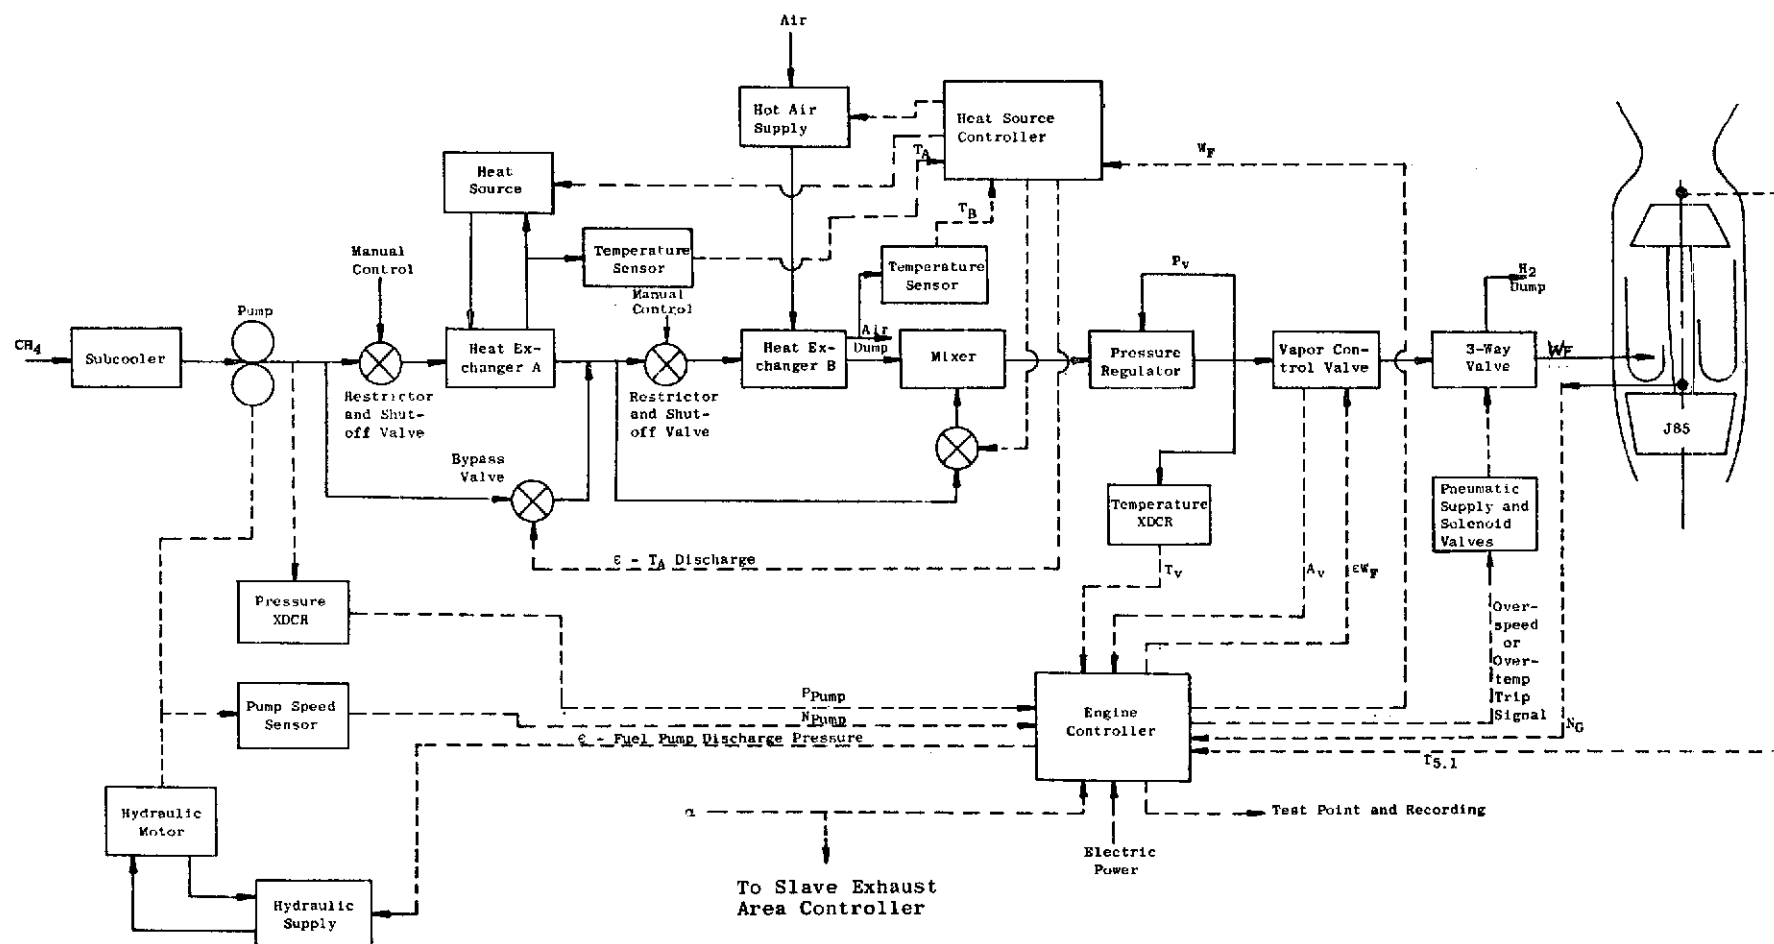 Air
Hot Air
Supply
Heat Source
Controller
Heat
Source
T_A
W_F
T_B
Manual
Control
Temperature
Sensor
Temperature
Sensor
Manual
Control
Pump
P_v
H2
Dump
CH4
Subcooler
Heat Ex-
changer A
Heat Ex-
changer B
Air
Dump
Mixer
Pressure
Regulator
Vapor Con-
trol Valve
3-Way
Valve
W_F
Restrictor
and Shut-
off Valve
Restrictor
and Shut-
off Valve
J85
Bypass
Valve
Temperature
XDCR
Pneumatic
Supply and
Solenoid
Valves
ϵ - T_A Discharge
T_v
A_v
ϵW_F
Pressure
XDCR
Over-
speed
or
Over-
temp
Trip
Signal
N_G
Pump Speed
Sensor
P_Pump
N_Pump
ϵ - Fuel Pump Discharge Pressure
Engine
Controller
T_5.1
Hydraulic
Motor
α
Test Point and Recording
Electric
Power
To Slave Exhaust
Area Controller
Hydraulic
Supply